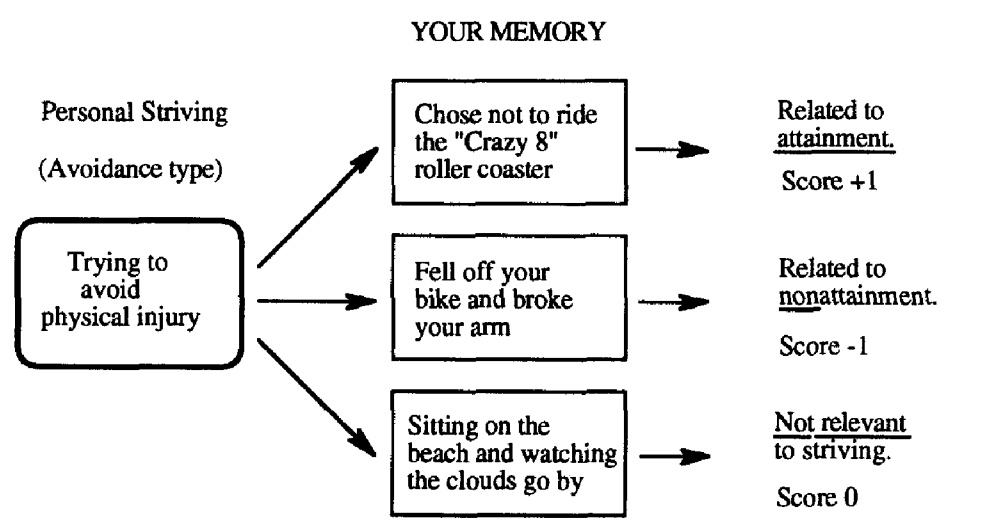 YOUR MEMORY
Personal Striving
(Avoidance type)
Trying to
avoid
physical injury
Chose not to ride
the "Crazy 8"
roller coaster
Related to
attainment.
Score +1
Fell off your
bike and broke
your arm
Related to
nonattainment.
Score -1
Sitting on the
beach and watching
the clouds go by
Not relevant
to striving.
Score 0